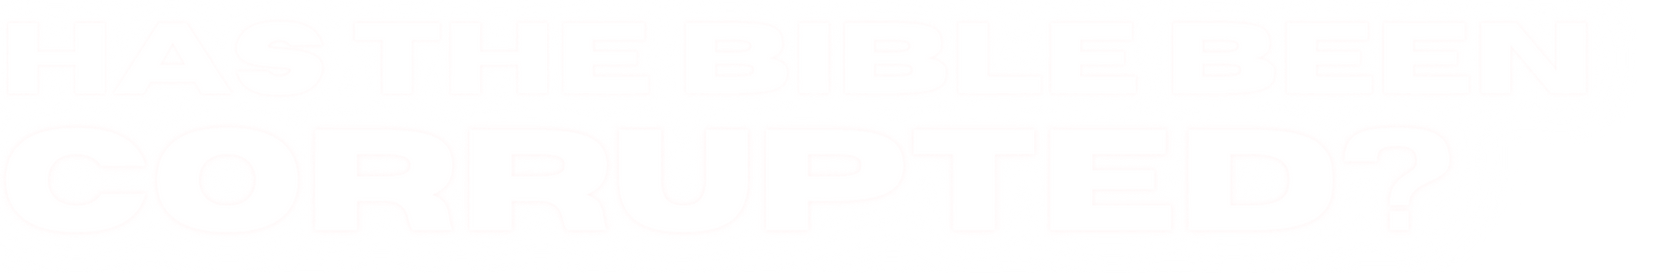 HAS THE BIBLE BEEN
CORRUPTED?